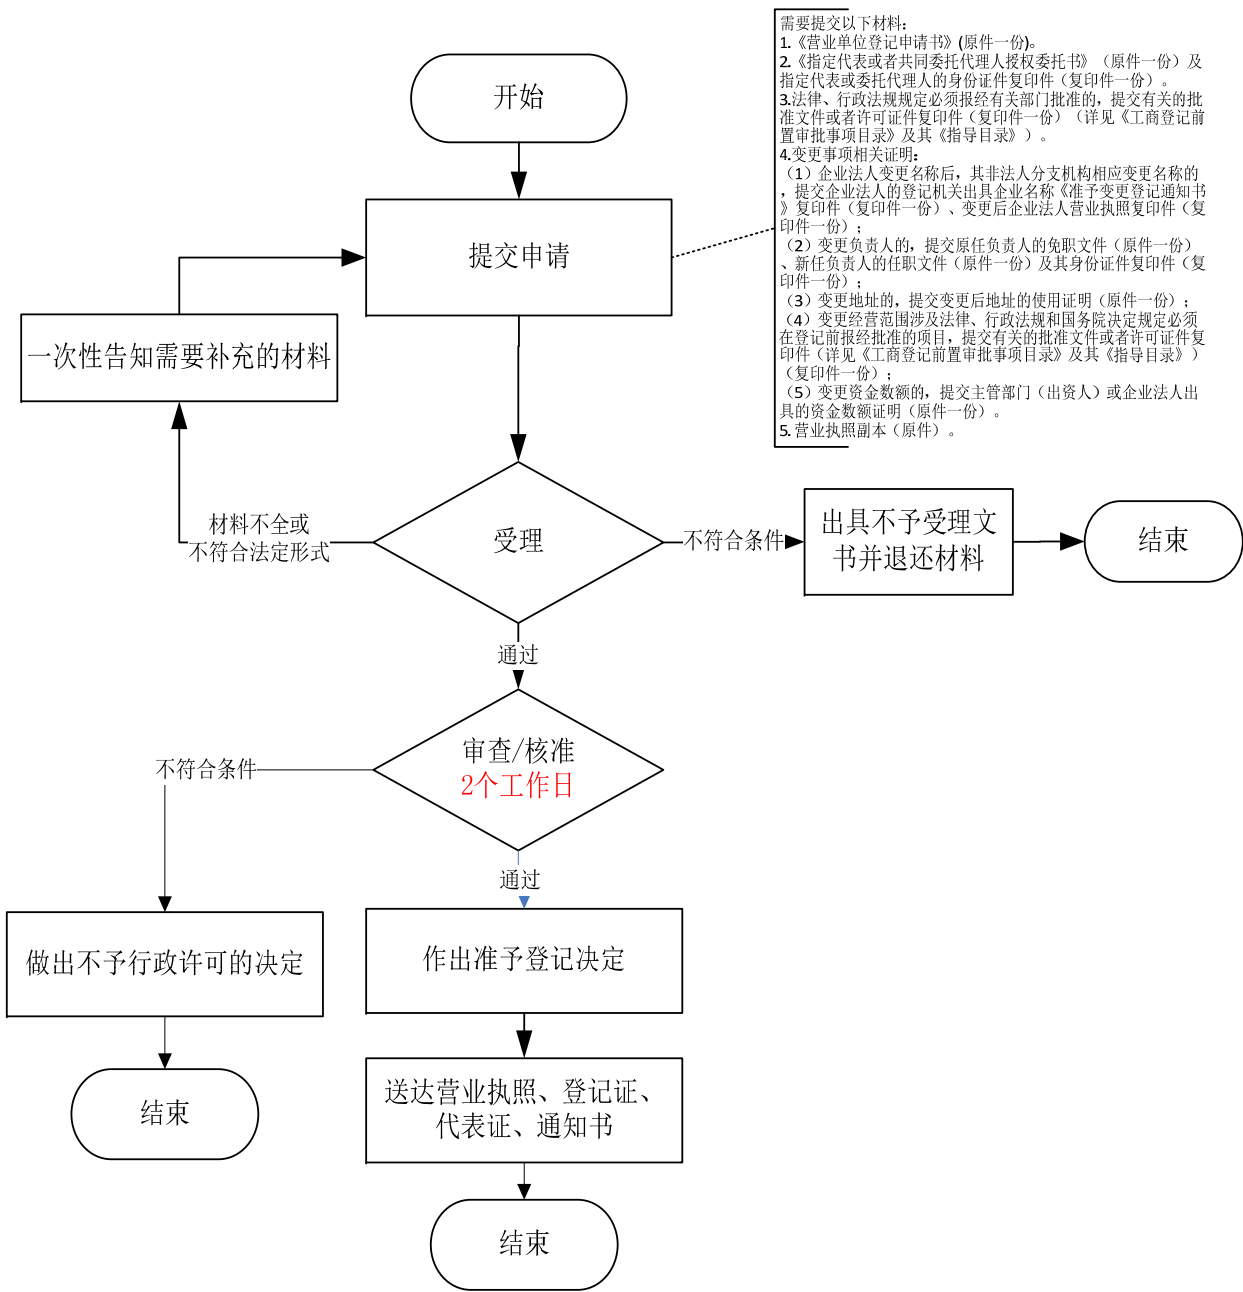 需要提交以下材料：
1.《营业单位登记申请书》(原件一份)。
2.《指定代表或者共同委托代理人授权委托书》（原件一份）及
指定代表或委托代理人的身份证件复印件（复印件一份）。
3.法律、行政法规规定必须报经有关部门批准的，提交有关的批
准文件或者许可证件复印件（复印件一份）（详见《工商登记前
置审批事项目录》及其《指导目录》）。
4.变更事项相关证明：
（1）企业法人变更名称后，其非法人分支机构相应变更名称的
，提交企业法人的登记机关出具企业名称《准予变更登记通知书
》复印件（复印件一份）、变更后企业法人营业执照复印件（复
印件一份）；
（2）变更负责人的，提交原任负责人的免职文件（原件一份）
、新任负责人的任职文件（原件一份）及其身份证件复印件（复
印件一份）；
（3）变更地址的，提交变更后地址的使用证明（原件一份）；
（4）变更经营范围涉及法律、行政法规和国务院决定规定必须
在登记前报经批准的项目，提交有关的批准文件或者许可证件复
印件（详见《工商登记前置审批事项目录》及其《指导目录》）
（复印件一份）；
（5）变更资金数额的，提交主管部门（出资人）或企业法人出
具的资金数额证明（原件一份）。
5.营业执照副本（原件）。
开始
提交申请
一次性告知需要补充的材料
材料不全或
不符合法定形式
受理
不符合条件
出具不予受理文
书并退还材料
结束
通过
审查/核准
2个工作日
不符合条件
通过
做出不予行政许可的决定
作出准予登记决定
结束
送达营业执照、登记证、
代表证、通知书
结束